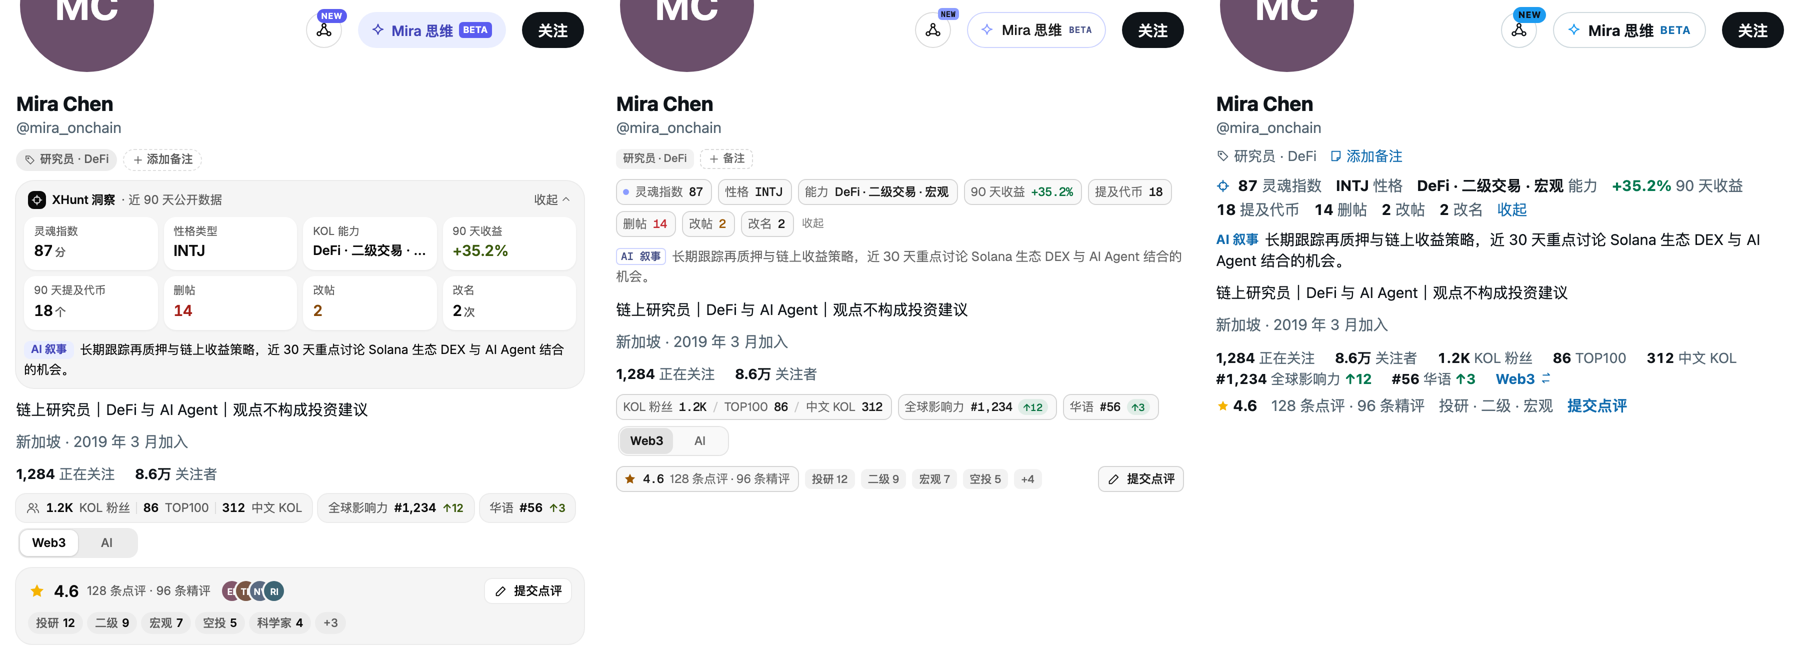 MC
NEW
Mira 思维 BETA
关注
Mira Chen
@mira_onchain
研究员 · DeFi
+ 添加备注
XHunt 洞察 · 近 90 天公开数据
收起
灵魂指数
87 分
性格类型
INTJ
KOL 能力
DeFi · 二级交易 · ...
90 天收益
+35.2%
90 天提及代币
18 个
删帖
14
改帖
2
改名
2 次
AI 叙事 长期跟踪再质押与链上收益策略，近 30 天重点讨论 Solana 生态 DEX 与 AI Agent 结合
的机会。
链上研究员｜DeFi 与 AI Agent｜观点不构成投资建议
新加坡 · 2019 年 3 月加入
1,284 正在关注 8.6万 关注者
1.2K KOL 粉丝 86 TOP100 312 中文 KOL
全球影响力 #1,234 ↑12
华语 #56 ↑3
Web3 AI
4.6 128 条点评 · 96 条精评
RI
提交点评
投研 12 二级 9 宏观 7 空投 5 科学家 4 +3
MC
NEW
Mira 思维 BETA
关注
Mira Chen
@mira_onchain
研究员 · DeFi
+ 备注
灵魂指数 87 性格 INTJ 能力 DeFi · 二级交易 · 宏观 90 天收益 +35.2% 提及代币 18
删帖 14 改帖 2 改名 2 收起
AI 叙事 长期跟踪再质押与链上收益策略，近 30 天重点讨论 Solana 生态 DEX 与 AI Agent 结合的
机会。
链上研究员｜DeFi 与 AI Agent｜观点不构成投资建议
新加坡 · 2019 年 3 月加入
1,284 正在关注 8.6万 关注者
KOL 粉丝 1.2K / TOP100 86 / 中文 KOL 312
全球影响力 #1,234 ↑12
华语 #56 ↑3
Web3 AI
4.6 128 条点评 · 96 条精评
投研 12 二级 9 宏观 7 空投 5 +4
提交点评
MC
NEW
Mira 思维 BETA
关注
Mira Chen
@mira_onchain
研究员 · DeFi 添加备注
87 灵魂指数 INTJ 性格 DeFi · 二级交易 · 宏观 能力 +35.2% 90 天收益
18 提及代币 14 删帖 2 改帖 2 改名 收起
AI 叙事 长期跟踪再质押与链上收益策略，近 30 天重点讨论 Solana 生态 DEX 与 AI
Agent 结合的机会。
链上研究员｜DeFi 与 AI Agent｜观点不构成投资建议
新加坡 · 2019 年 3 月加入
1,284 正在关注 8.6万 关注者 1.2K KOL 粉丝 86 TOP100 312 中文 KOL
#1,234 全球影响力 ↑12 #56 华语 ↑3 Web3
4.6 128 条点评 · 96 条精评 投研 · 二级 · 宏观 提交点评